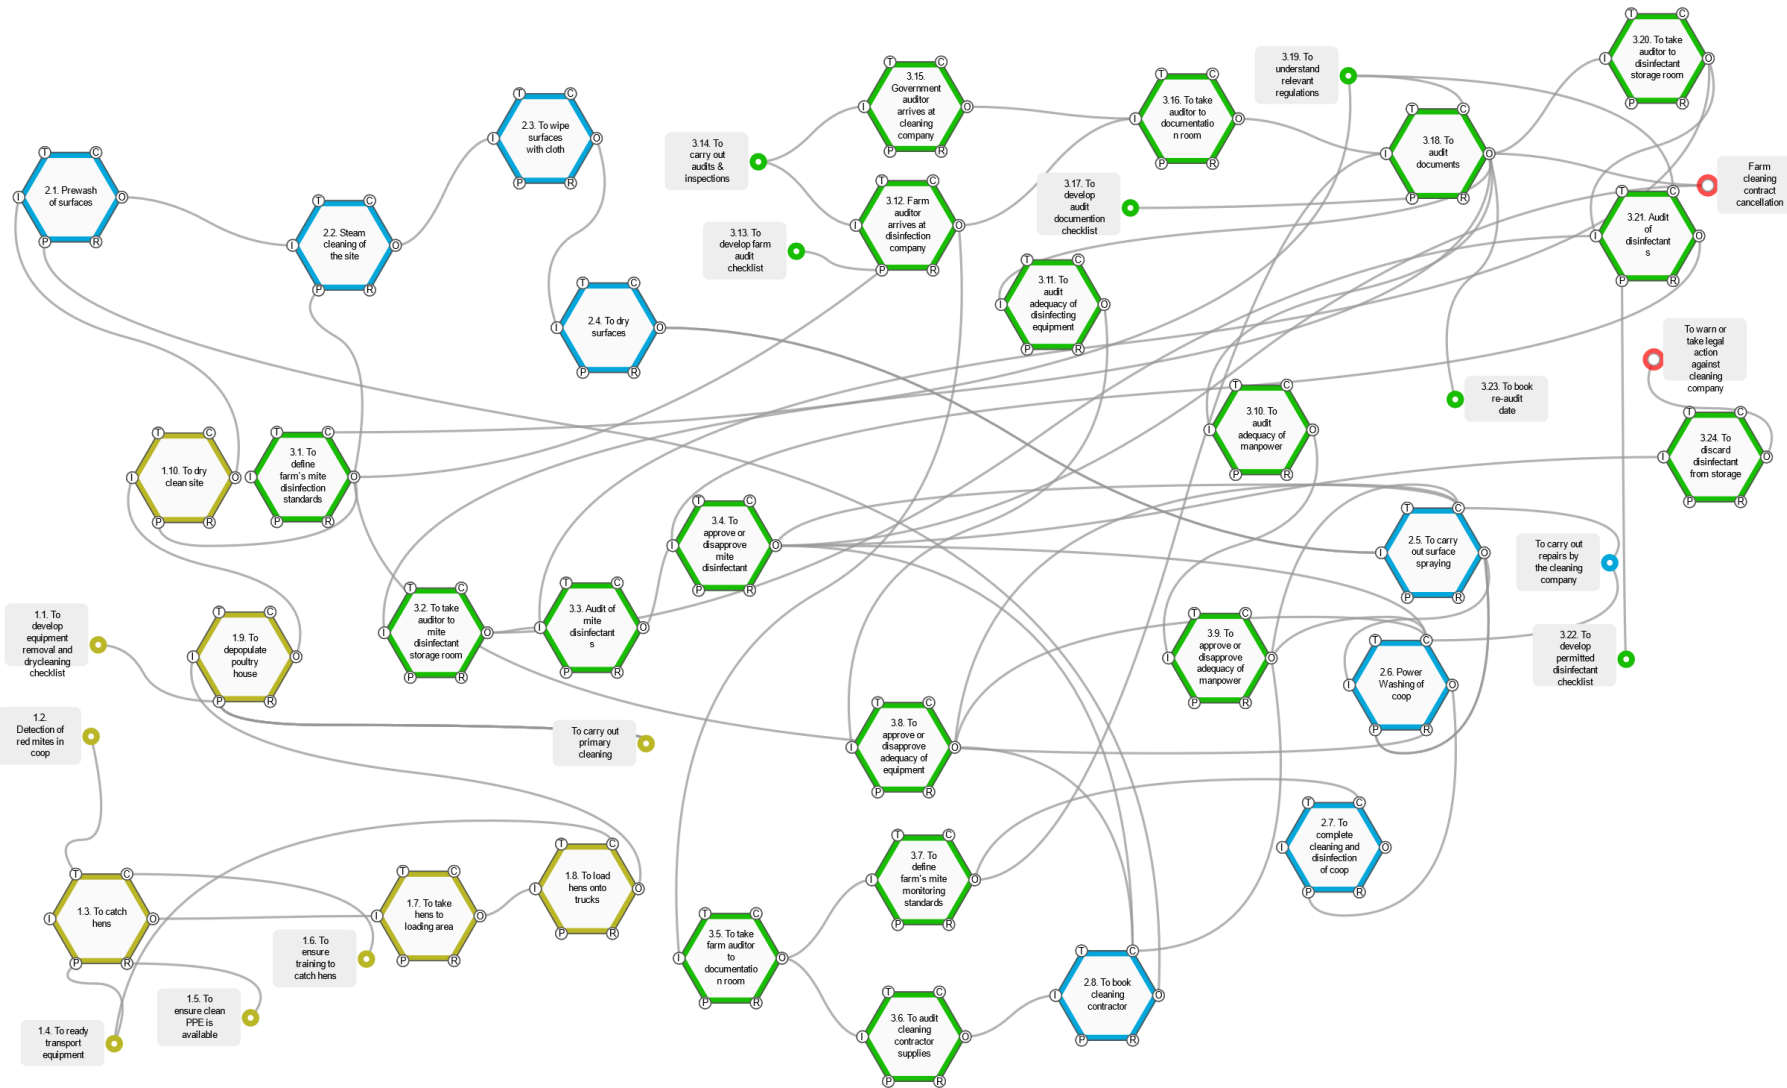 3.20. To take
auditor to
disinfectant
storage room
3.19. To
understand
relevant
regulations
3.15.
Government
auditor
arrives at
cleaning
company
3.16. To take
auditor to
documentatio
n room
2.3. To wipe
surfaces
with cloth
3.14. To
carry out
audits &
inspections
3.18. To
audit
documents
Farm
cleaning
contract
cancellation
2.1. Prewash
of surfaces
3.12. Farm
auditor
arrives at
disinfection
company
3.17. To
develop
audit
documention
checklist
2.2. Steam
cleaning of
the site
3.13. To
develop farm
audit
checklist
3.21. Audit
of
disinfectant
s
3.11. To
audit
adequacy of
disinfecting
equipment
2.4. To dry
surfaces
To warn or
take legal
action
against
cleaning
company
3.23. To book
re-audit
date
3.10. To
audit
adequacy of
manpower
3.24. To
discard
disinfectant
from storage
1.10. To dry
clean site
3.1. To
define
farm's mite
disinfection
standards
3.4. To
approve or
disapprove
mite
disinfectant
2.5. To carry
out surface
spraying
To carry out
repairs by
the cleaning
company
1.1. To
develop
equipment
removal and
drycleaning
checklist
1.9. To
depopulate
poultry
house
3.2. To take
auditor to
mite
disinfectant
storage room
3.3. Audit of
mite
disinfectant
s
3.9. To
approve or
disapprove
adequacy of
manpower
2.6. Power
Washing of
coop
3.22. To
develop
permitted
disinfectant
checklist
1.2.
Detection of
red mites in
coop
To carry out
primary
cleaning
3.8. To
approve or
disapprove
adequacy of
equipment
2.7. To
complete
cleaning and
disinfection
of coop
3.7. To
define
farm's mite
monitoring
standards
1.3. To catch
hens
1.7. To take
hens to
loading area
1.8. To load
hens onto
trucks
1.6. To
ensure
training to
catch hens
3.5. To take
farm auditor
to
documentatio
n room
2.8. To book
cleaning
contractor
1.5. To
ensure clean
PPE is
available
1.4. To ready
transport
equipment
3.6. To audit
cleaning
contractor
supplies